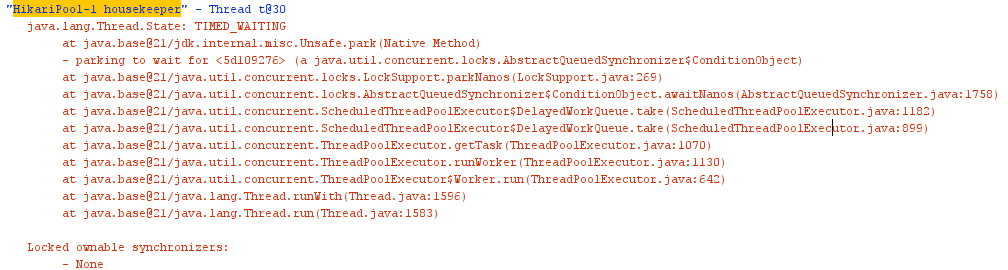 "HikariPool-1 housekeeper" - Thread t@30
java.lang.Thread.State: TIMED_WAITING
at java.base@21/jdk.internal.misc.Unsafe.park(Native Method)
- parking to wait for <5d109276> (a java.util.concurrent.locks.AbstractQueuedSynchronizer$ConditionObject)
at java.base@21/java.util.concurrent.locks.LockSupport.parkNanos(LockSupport.java:269)
at java.base@21/java.util.concurrent.locks.AbstractQueuedSynchronizer$ConditionObject.awaitNanos(AbstractQueuedSynchronizer.java:1758)
at java.base@21/java.util.concurrent.ScheduledThreadPoolExecutor$DelayedWorkQueue.take(ScheduledThreadPoolExecutor.java:1182)
at java.base@21/java.util.concurrent.ScheduledThreadPoolExecutor$DelayedWorkQueue.take(ScheduledThreadPoolExecutor.java:899)
at java.base@21/java.util.concurrent.ThreadPoolExecutor.getTask(ThreadPoolExecutor.java:1070)
at java.base@21/java.util.concurrent.ThreadPoolExecutor.runWorker(ThreadPoolExecutor.java:1130)
at java.base@21/java.util.concurrent.ThreadPoolExecutor$Worker.run(ThreadPoolExecutor.java:642)
at java.base@21/java.lang.Thread.runWith(Thread.java:1596)
at java.base@21/java.lang.Thread.run(Thread.java:1583)
Locked ownable synchronizers:
- None